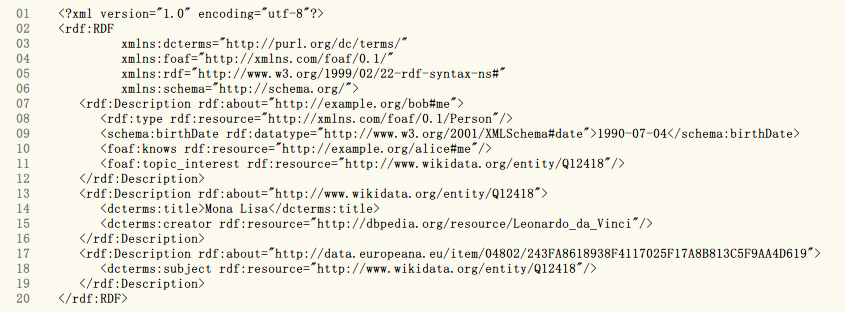 01 <?xml version="1.0" encoding="utf-8"?>
02 <rdf:RDF
03 xmlns:dcterms="http://purl.org/dc/terms/"
04 xmlns:foaf="http://xmlns.com/foaf/0.1/"
05 xmlns:rdf="http://www.w3.org/1999/02/22-rdf-syntax-ns#"
06 xmlns:schema="http://schema.org/">
07 <rdf:Description rdf:about="http://example.org/bob#me">
08 <rdf:type rdf:resource="http://xmlns.com/foaf/0.1/Person"/>
09 <schema:birthDate rdf:datatype="http://www.w3.org/2001/XMLSchema#date">1990-07-04</schema:birthDate>
10 <foaf:knows rdf:resource="http://example.org/alice#me"/>
11 <foaf:topic_interest rdf:resource="http://www.wikidata.org/entity/Q12418"/>
12 </rdf:Description>
13 <rdf:Description rdf:about="http://www.wikidata.org/entity/Q12418">
14 <dcterms:title>Mona Lisa</dcterms:title>
15 <dcterms:creator rdf:resource="http://dbpedia.org/resource/Leonardo_da_Vinci"/>
16 </rdf:Description>
17 <rdf:Description rdf:about="http://data.europeana.eu/item/04802/243FA8618938F4117025F17A8B813C5F9AA4D619">
18 <dcterms:subject rdf:resource="http://www.wikidata.org/entity/Q12418"/>
19 </rdf:Description>
20 </rdf:RDF>